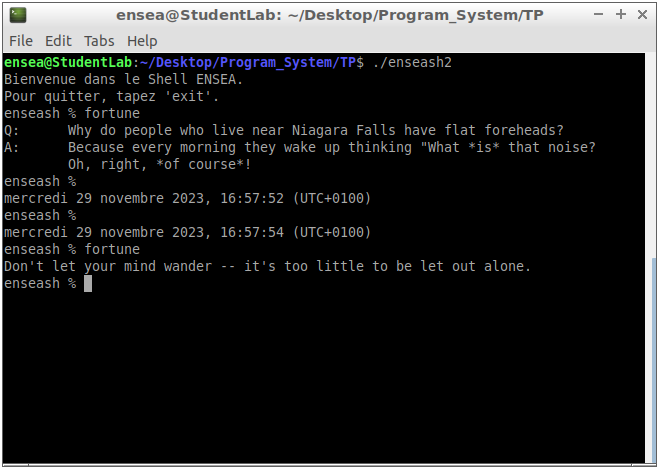 ensea@StudentLab: ~/Desktop/Program_System/TP
File Edit Tabs Help
ensea@StudentLab:~/Desktop/Program_System/TP$ ./enseash2
Bienvenue dans le Shell ENSEA.
Pour quitter, tapez 'exit'.
enseash % fortune
Q:      Why do people who live near Niagara Falls have flat foreheads?
A:      Because every morning they wake up thinking "What *is* that noise?
        Oh, right, *of course*!
enseash %
mercredi 29 novembre 2023, 16:57:52 (UTC+0100)
enseash %
mercredi 29 novembre 2023, 16:57:54 (UTC+0100)
enseash % fortune
Don't let your mind wander -- it's too little to be let out alone.
enseash %